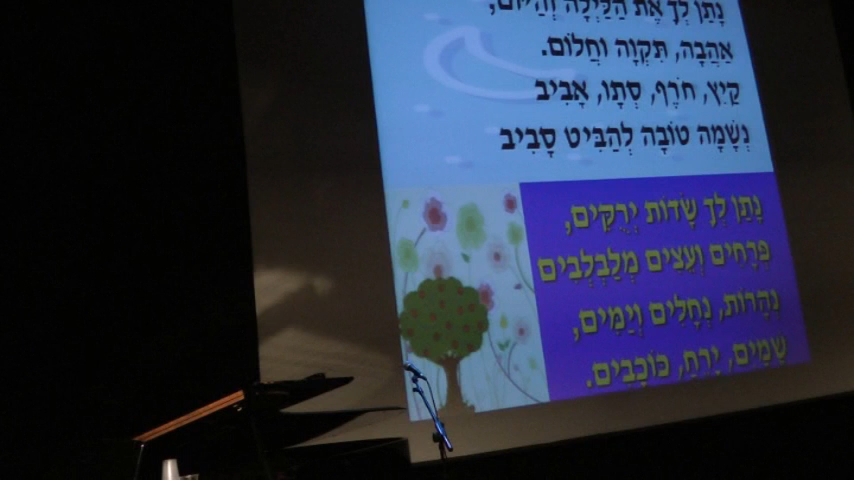 נָתַן לְךָ אֶת הַלַּיְלָה וְהַיּוֹם,
אַהֲבָה, תִּקְוָה וַחֲלוֹם.
קַיִץ, חֹרֶף, סְתָו, אָבִיב
נְשָׁמָה טוֹבָה לְהַבִּיט סָבִיב
נָתַן לְךָ שָׂדוֹת יְרֻקִּים,
פְּרָחִים וְעֵצִים מְלַבְלְבִים
נְהָרוֹת, נְחָלִים וְיַמִּים,
שָׁמַיִם, יָרֵחַ, כּוֹכָבִים.